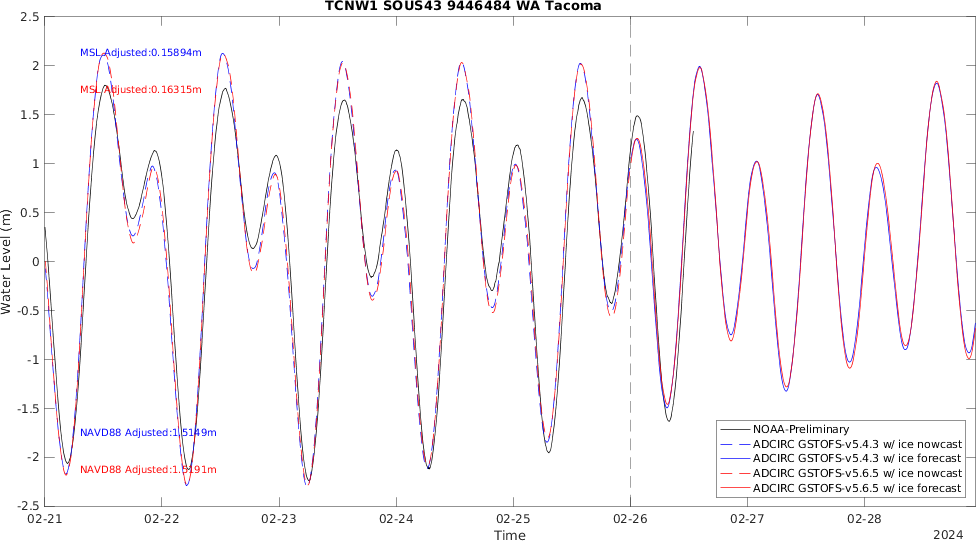 TCNW1 SOUS43 9446484 WA Tacoma
2.5
2
1.5
1
0.5
0
-0.5
-1
-1.5
-2
-2.5
Water Level (m)
MSL Adjusted:0.15894m
MSL Adjusted:0.16315m
NAVD88 Adjusted:1.5149m
NAVD88 Adjusted:1.5191m
NOAA-Preliminary
ADCIRC GSTOFS-v5.4.3 w/ ice nowcast
ADCIRC GSTOFS-v5.4.3 w/ ice forecast
ADCIRC GSTOFS-v5.6.5 w/ ice nowcast
ADCIRC GSTOFS-v5.6.5 w/ ice forecast
02-21 02-22 02-23 02-24 02-25 02-26 02-27 02-28
Time
2024